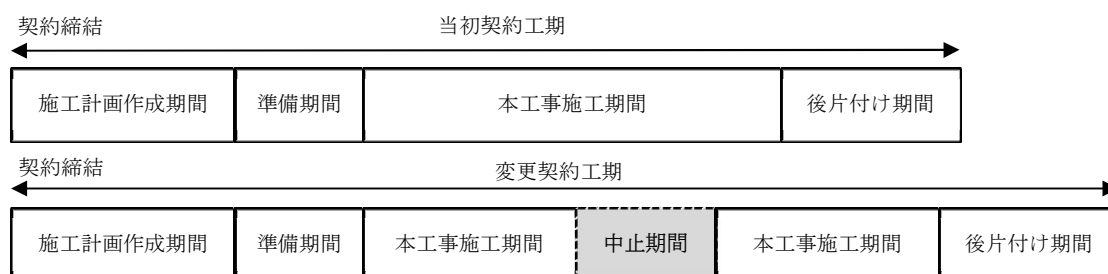 契約締結 当初契約工期
施工計画作成期間 準備期間 本工事施工期間 後片付け期間
契約締結 変更契約工期
施工計画作成期間 準備期間 本工事施工期間 中止期間 本工事施工期間 後片付け期間